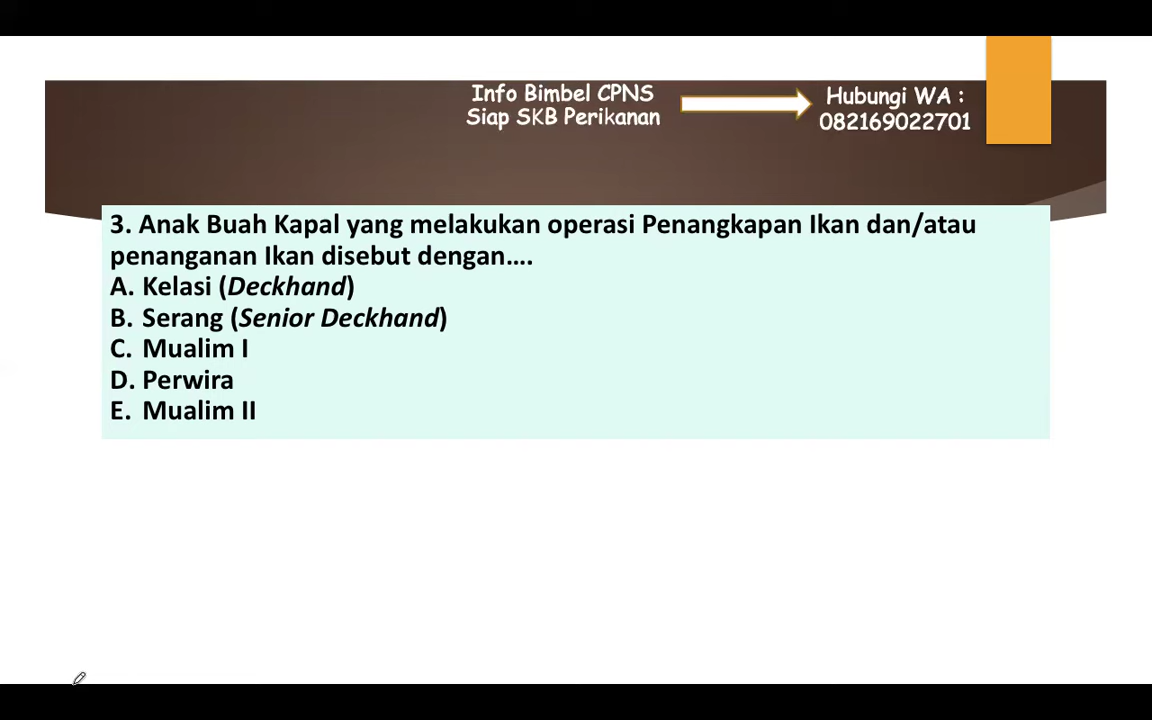 Info Bimbel CPNS
Siap SKB Perikanan
Hubungi WA :
082169022701
3. Anak Buah Kapal yang melakukan operasi Penangkapan Ikan dan/atau
penanganan Ikan disebut dengan....
A. Kelasi (Deckhand)
B. Serang (Senior Deckhand)
C. Mualim I
D. Perwira
E. Mualim II